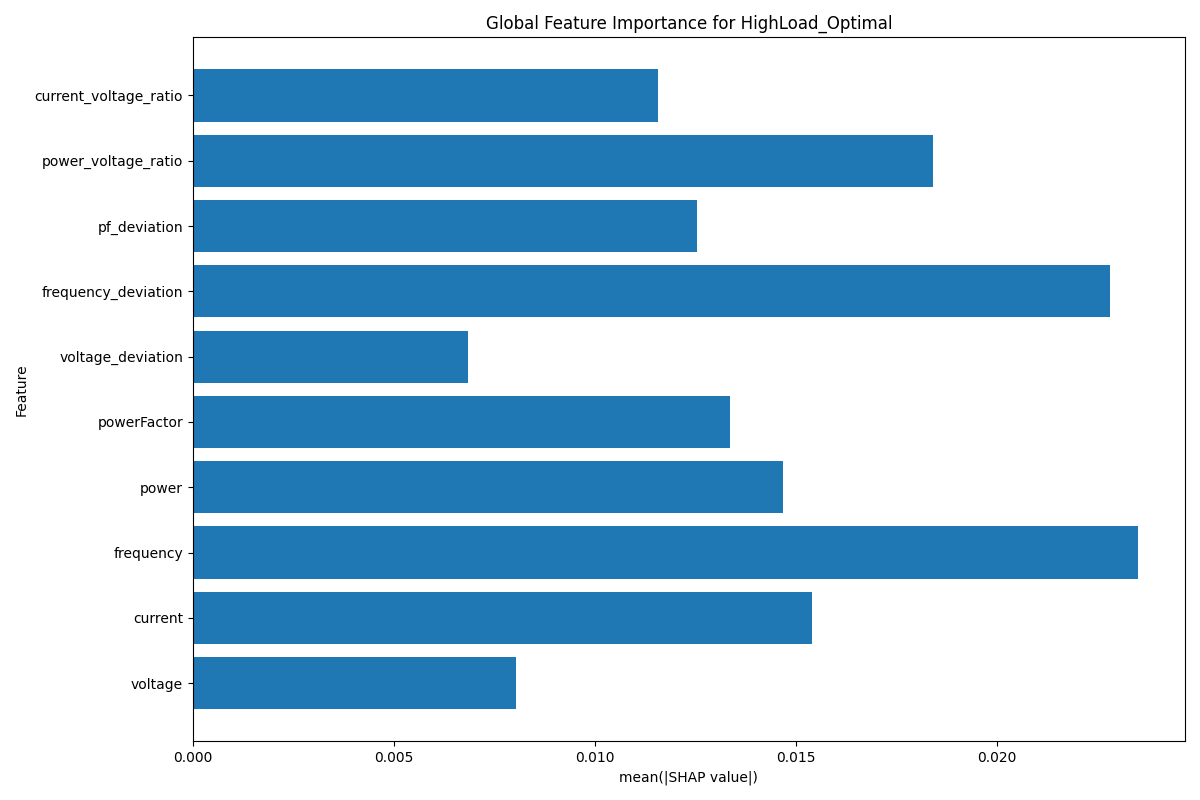 Global Feature Importance for HighLoad_Optimal
Feature
current_voltage_ratio
power_voltage_ratio
pf_deviation
frequency_deviation
voltage_deviation
powerFactor
power
frequency
current
voltage
0.000 0.005 0.010 0.015 0.020
mean(|SHAP value|)